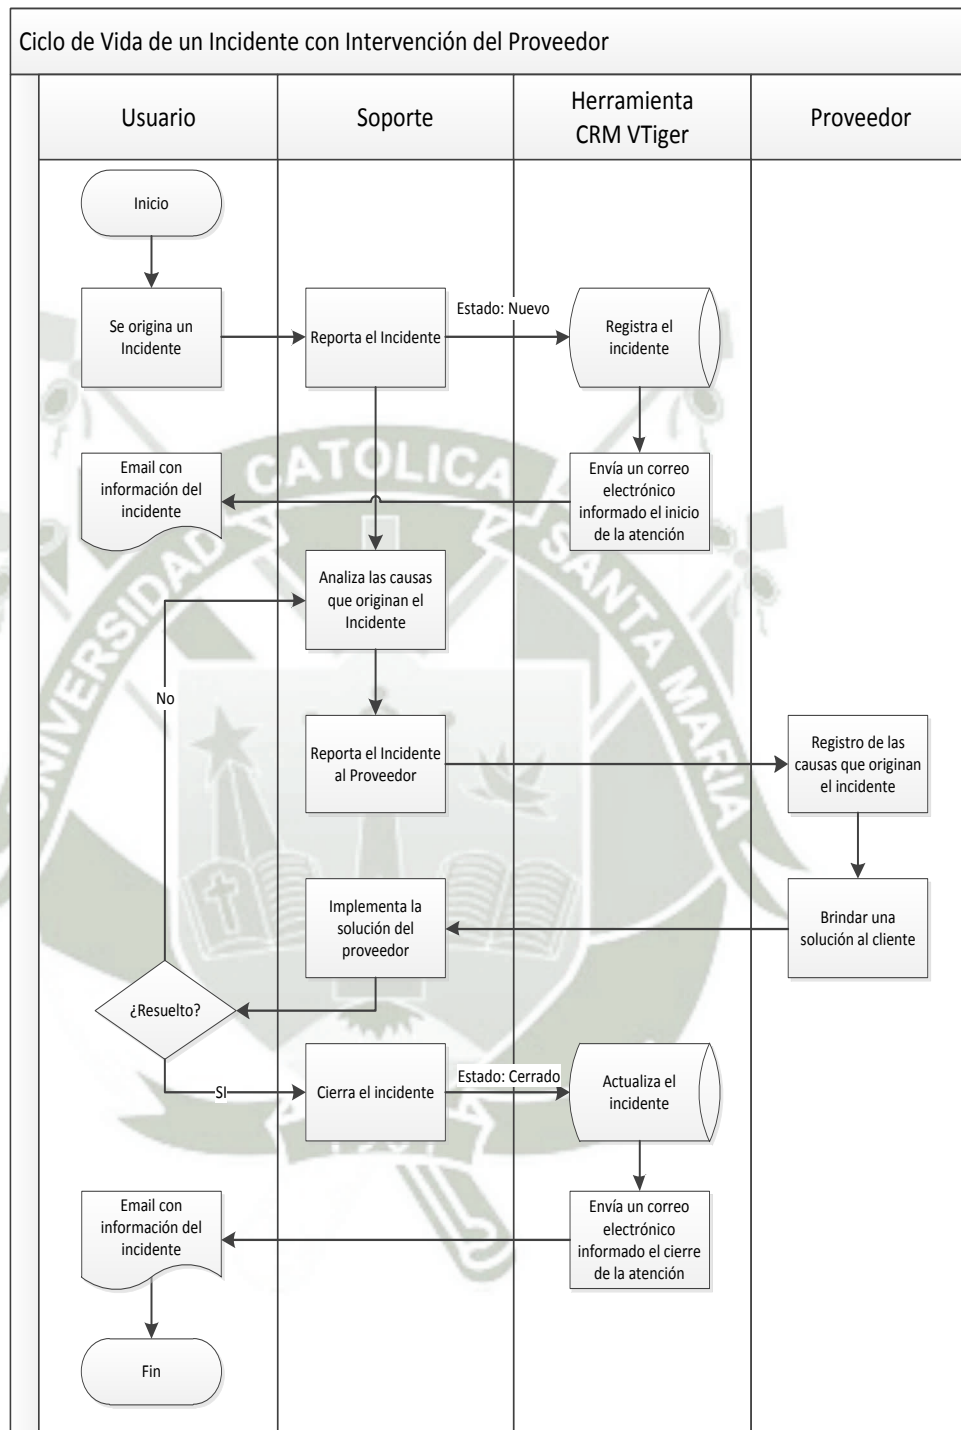 Ciclo de Vida de un Incidente con Intervención del Proveedor
Usuario
Soporte
Herramienta
CRM VTiger
Proveedor
Inicio
Se origina un
Incidente
Reporta el Incidente
Estado: Nuevo
Registra el
incidente
Email con
información del
incidente
Envía un correo
electrónico
informado el inicio
de la atención
Analiza las causas
que originan el
Incidente
No
Reporta el Incidente
al Proveedor
Registro de las
causas que originan
el incidente
Implementa la
solución del
proveedor
Brindar una
solución al cliente
¿Resuelto?
SI
Cierra el incidente
Estado: Cerrado
Actualiza el
incidente
Email con
información del
incidente
Envía un correo
electrónico
informado el cierre
de la atención
Fin
UNIVERSIDAD CATOLICA SANTA MARIA